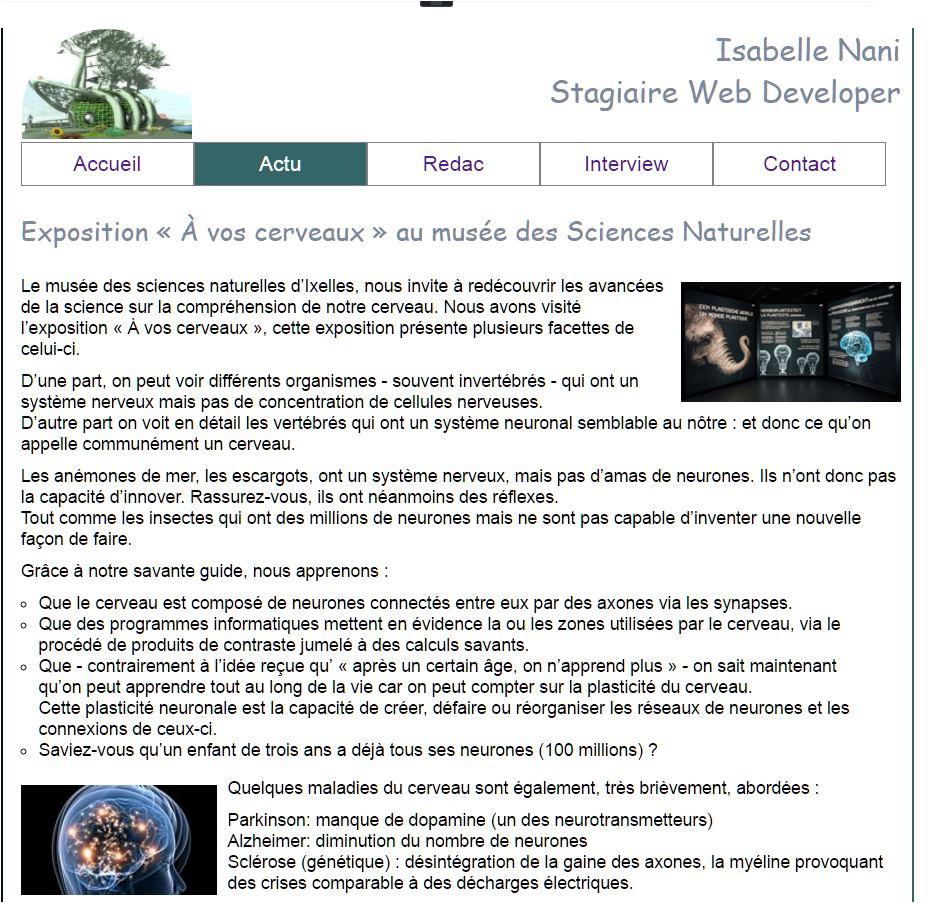 Isabelle Nani
Stagiaire Web Developer
Accueil
Actu
Redac
Interview
Contact
Exposition « À vos cerveaux » au musée des Sciences Naturelles
Le musée des sciences naturelles d’Ixelles, nous invite à redécouvrir les avancées
de la science sur la compréhension de notre cerveau. Nous avons visité
l’exposition « À vos cerveaux », cette exposition présente plusieurs facettes de
celui-ci.
EEN PLASTISCHE WERELD
UN MONDE PLASTIQUE
D’une part, on peut voir différents organismes - souvent invertébrés - qui ont un
système nerveux mais pas de concentration de cellules nerveuses.
D’autre part on voit en détail les vertébrés qui ont un système neuronal semblable au nôtre : et donc ce qu’on
appelle communément un cerveau.
Les anémones de mer, les escargots, ont un système nerveux, mais pas d’amas de neurones. Ils n’ont donc pas
la capacité d’innover. Rassurez-vous, ils ont néanmoins des réflexes.
Tout comme les insectes qui ont des millions de neurones mais ne sont pas capable d’inventer une nouvelle
façon de faire.
Grâce à notre savante guide, nous apprenons :
Que le cerveau est composé de neurones connectés entre eux par des axones via les synapses.
Que des programmes informatiques mettent en évidence la ou les zones utilisées par le cerveau, via le
procédé de produits de contraste jumelé à des calculs savants.
Que - contrairement à l’idée reçue qu’ « après un certain âge, on n’apprend plus » - on sait maintenant
qu’on peut apprendre tout au long de la vie car on peut compter sur la plasticité du cerveau.
Cette plasticité neuronale est la capacité de créer, défaire ou réorganiser les réseaux de neurones et les
connexions de ceux-ci.
Saviez-vous qu’un enfant de trois ans a déjà tous ses neurones (100 millions) ?
Quelques maladies du cerveau sont également, très brièvement, abordées :
Parkinson: manque de dopamine (un des neurotransmetteurs)
Alzheimer: diminution du nombre de neurones
Sclérose (génétique) : désintégration de la gaine des axones, la myéline provoquant
des crises comparable à des décharges électriques.